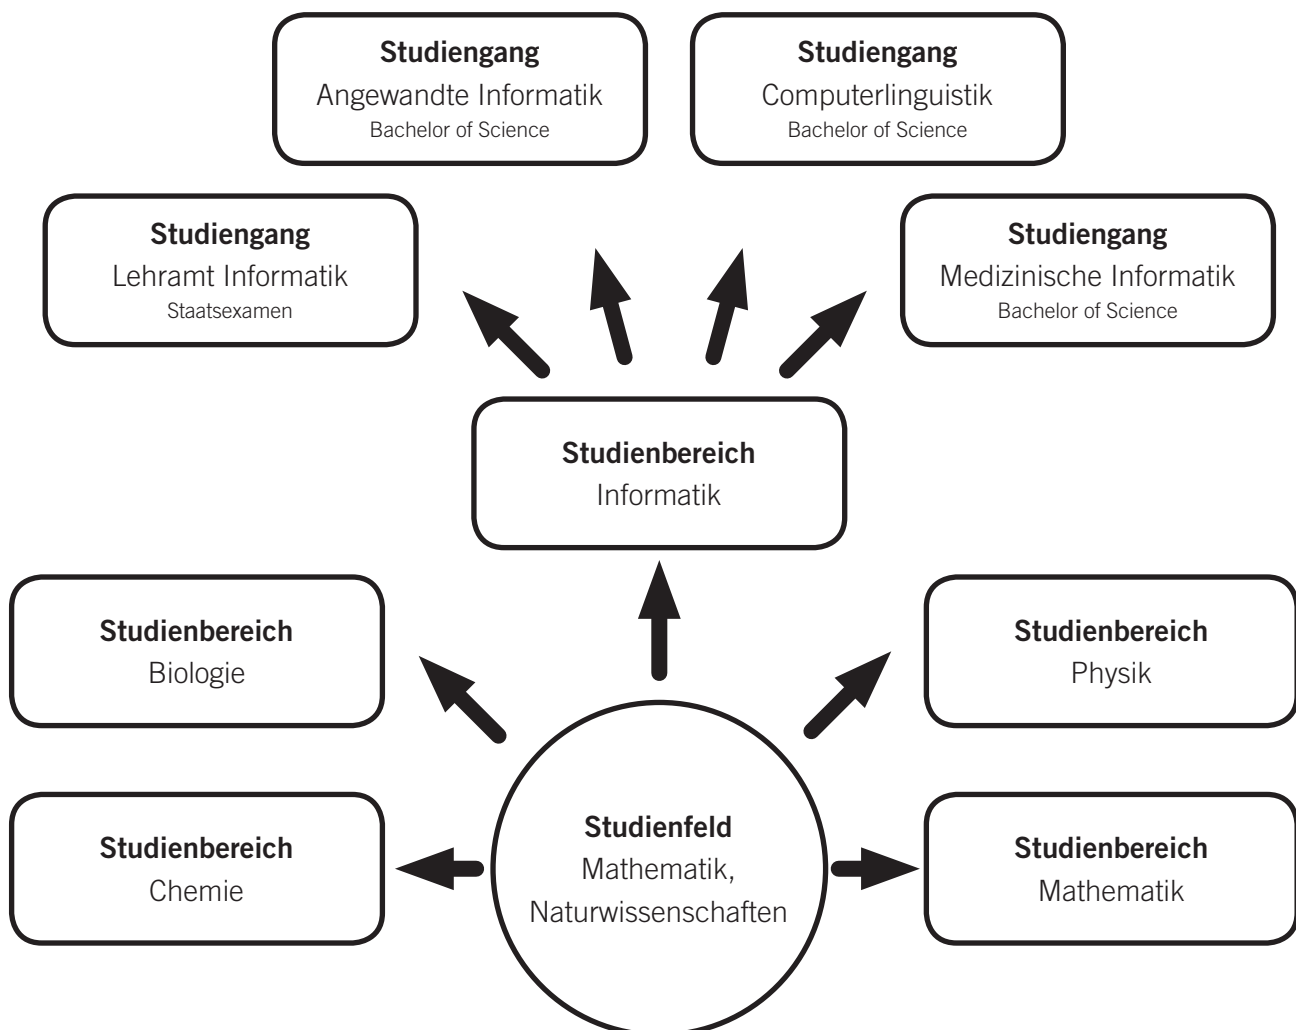 Studiengang
Angewandte Informatik
Bachelor of Science
Studiengang
Computerlinguistik
Bachelor of Science
Studiengang
Lehramt Informatik
Staatsexamen
Studiengang
Medizinische Informatik
Bachelor of Science
Studienbereich
Informatik
Studienbereich
Biologie
Studienbereich
Physik
Studienbereich
Chemie
Studienfeld
Mathematik,
Naturwissenschaften
Studienbereich
Mathematik